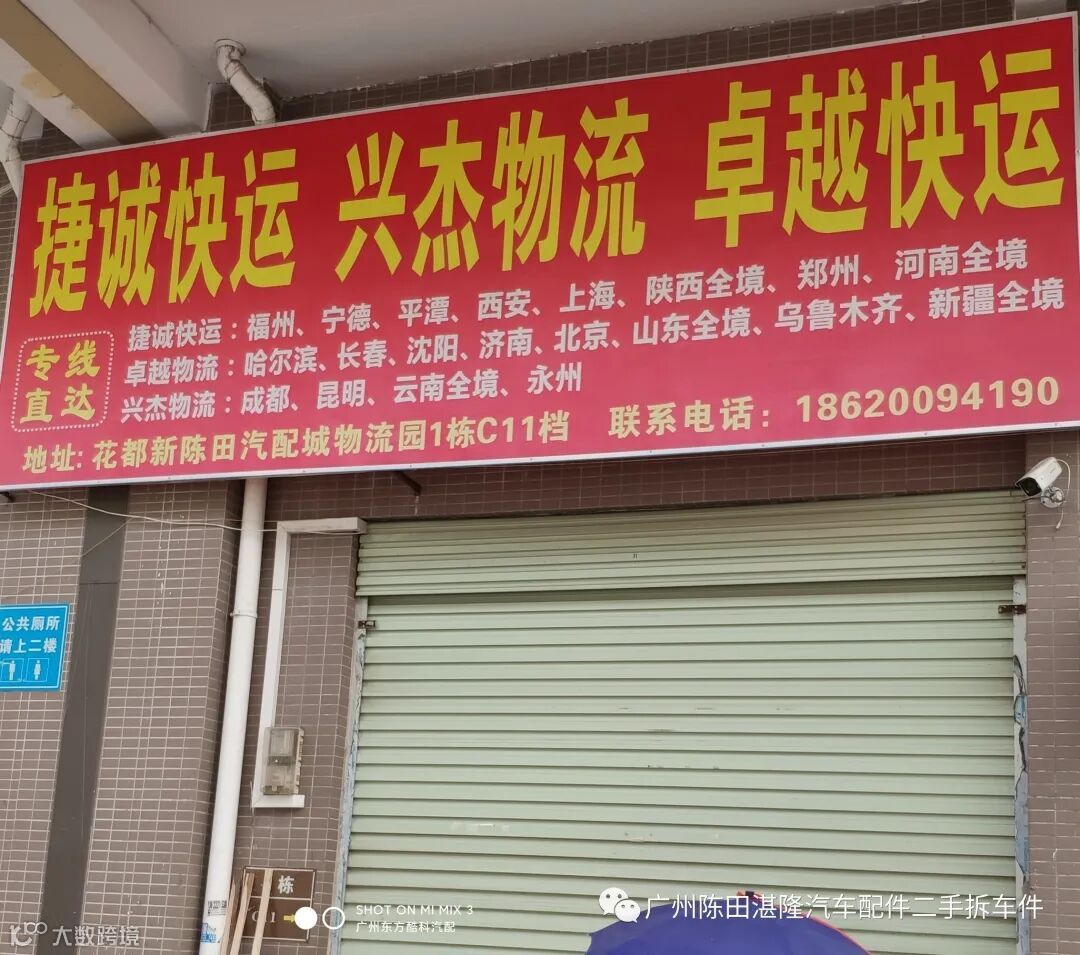 捷诚快运 兴杰物流 卓越快运
专线
直达
捷诚快运：福州、宁德、平潭、西安、上海、陕西全境、郑州、河南全境
卓越物流：哈尔滨、长春、沈阳、济南、北京、山东全境、乌鲁木齐、新疆全境
兴杰物流：成都、昆明、云南全境、永州
地址: 花都新陈田汽配城物流园1栋C11档 联系电话：18620094190
公共厕所
请上二楼
栋
SHOT ON MI MIX 3
广州东方酷科汽配
广州陈田湛隆汽车配件二手拆车件
大数跨境